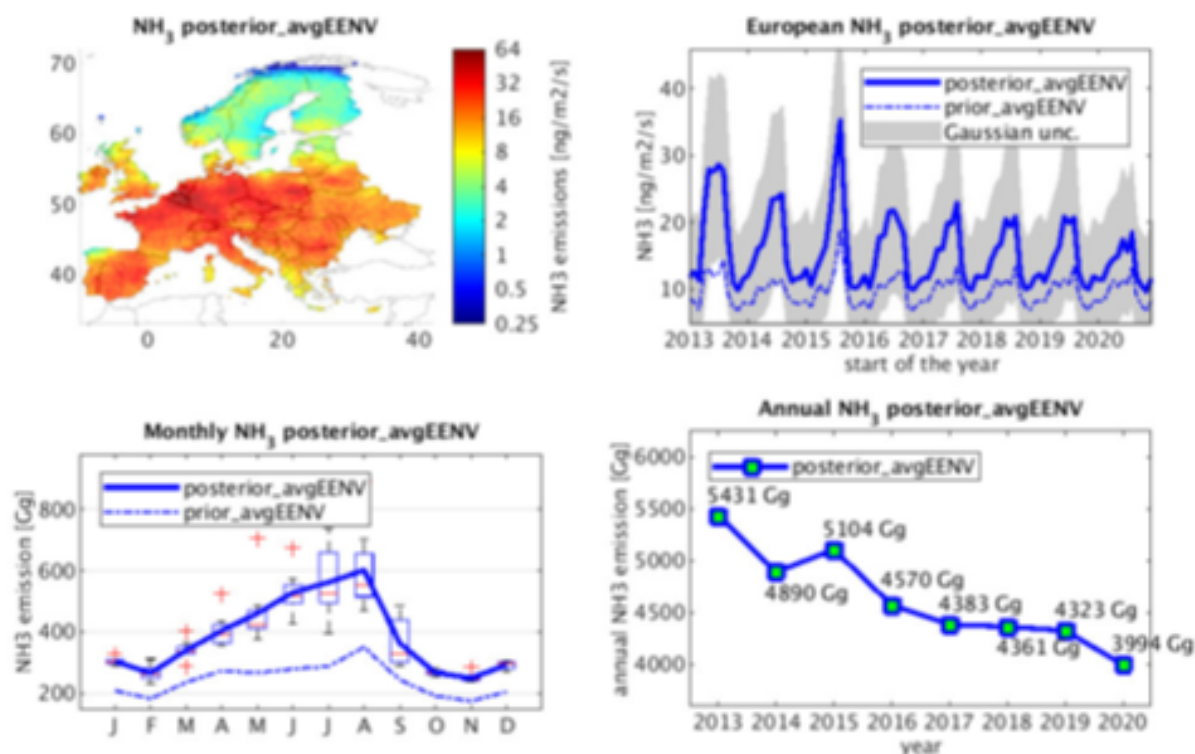 NH3 posterior_avgEENV
70
60
50
40
0
20
40
64
32
16
8
4
2
1
0.5
0.25
NH3 emissions [ng/m2/s]
European NH3 posterior_avgEENV
posterior_avgEENV
prior_avgEENV
Gaussian unc.
NH3 [ng/m2/s]
40
30
20
10
2013 2014 2015 2016 2017 2018 2019 2020
start of the year
Monthly NH3 posterior_avgEENV
posterior_avgEENV
prior_avgEENV
NH3 emission [Gg]
800
600
400
200
J F M A M J J A S O N D
Annual NH3 posterior_avgEENV
posterior_avgEENV
annual NH3 emission [Gg]
6000
5500
5000
4500
4000
5431 Gg
4890 Gg
5104 Gg
4570 Gg
4383 Gg
4361 Gg
4323 Gg
3994 Gg
2013 2014 2015 2016 2017 2018 2019 2020
year